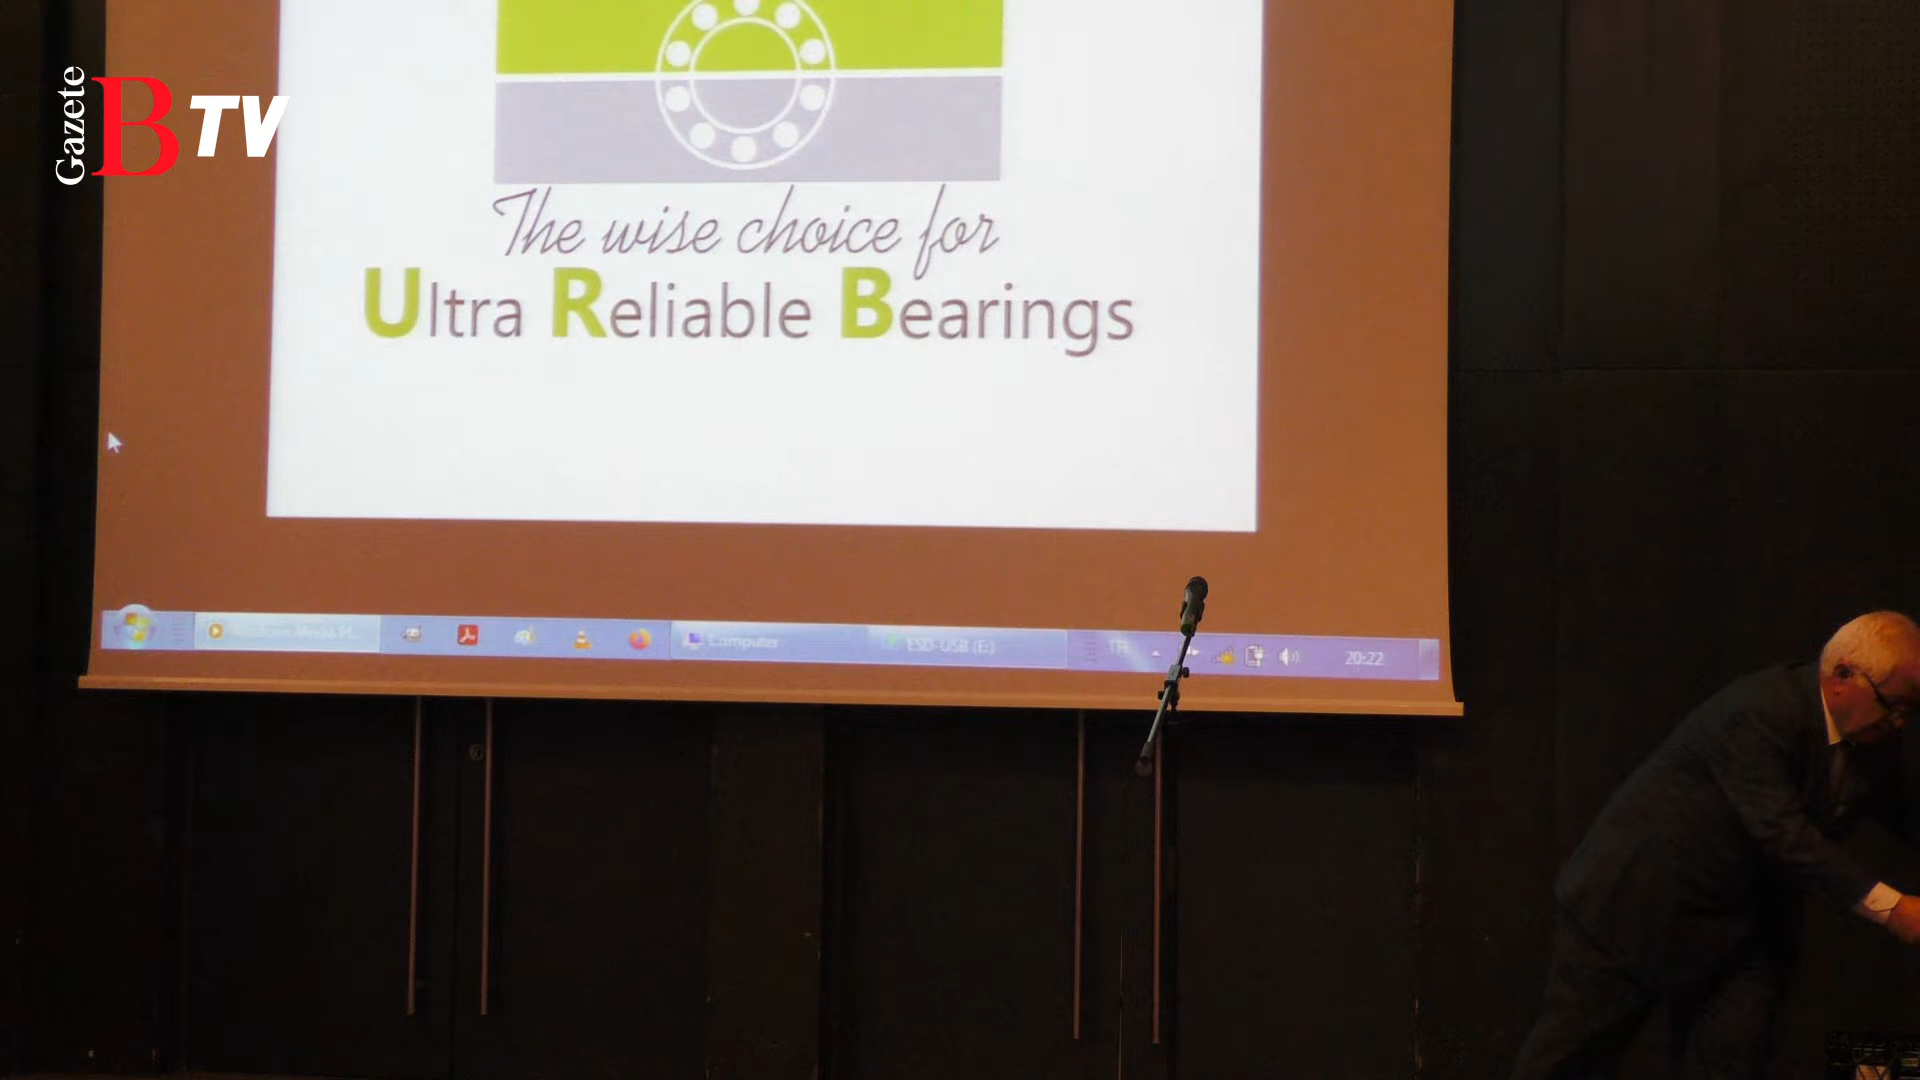 Gazete B TV
The wise choice for
Ultra Reliable Bearings
Computer
ESD-USB (E:)
TR
20:22